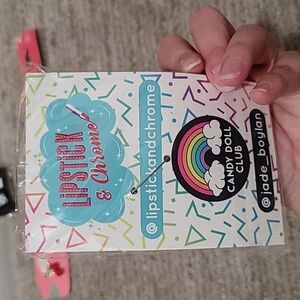 LIPSTICK
& Chrome
@lipstickandchrome
CANDY DOLL
CLUB
@jade_boylan